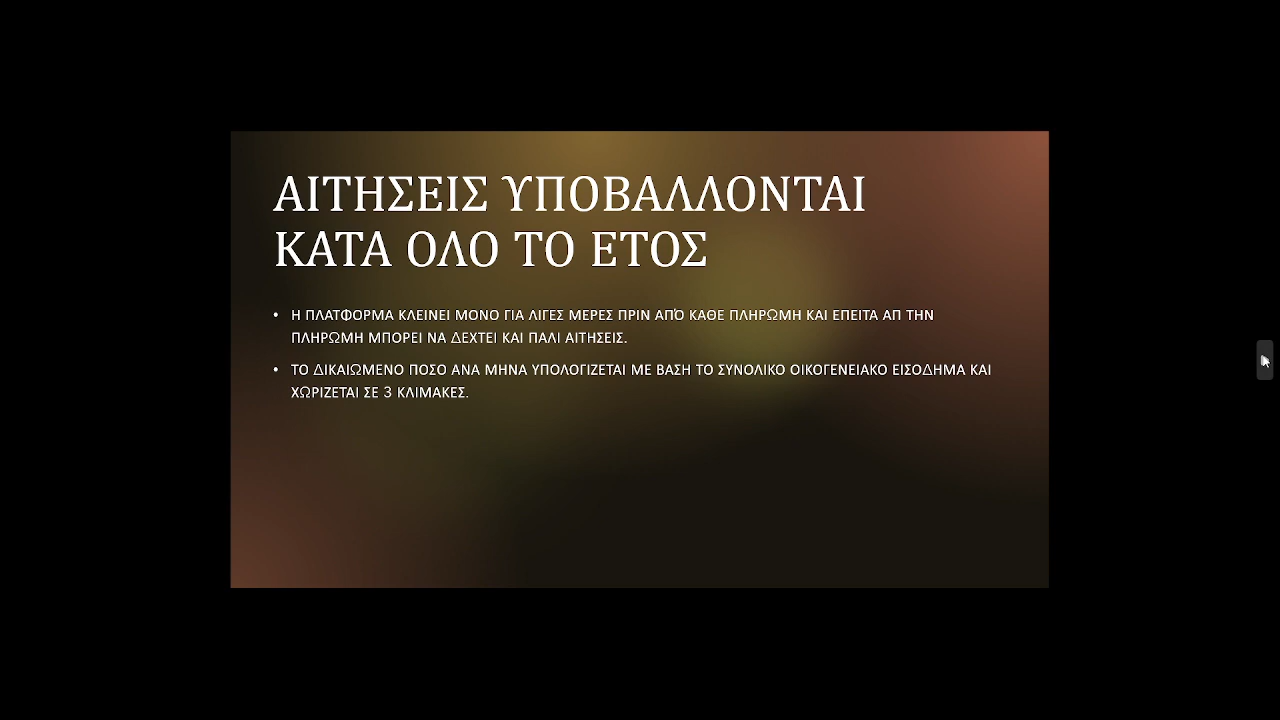 ΑΙΤΗΣΕΙΣ ΥΠΟΒΑΛΛΟΝΤΑΙ
ΚΑΤΑ ΟΛΟ ΤΟ ΕΤΟΣ
• Η ΠΛΑΤΦΟΡΜΑ ΚΛΕΙΝΕΙ ΜΟΝΟ ΓΙΑ ΛΙΓΕΣ ΜΕΡΕΣ ΠΡΙΝ ΑΠΌ ΚΑΘΕ ΠΛΗΡΩΜΗ ΚΑΙ ΕΠΕΙΤΑ ΑΠ ΤΗΝ
ΠΛΗΡΩΜΗ ΜΠΟΡΕΙ ΝΑ ΔΕΧΤΕΙ ΚΑΙ ΠΑΛΙ ΑΙΤΗΣΕΙΣ.
• ΤΟ ΔΙΚΑΙΩΜΕΝΟ ΠΟΣΟ ΑΝΑ ΜΗΝΑ ΥΠΟΛΟΓΙΖΕΤΑΙ ΜΕ ΒΑΣΗ ΤΟ ΣΥΝΟΛΙΚΟ ΟΙΚΟΓΕΝΕΙΑΚΟ ΕΙΣΟΔΗΜΑ ΚΑΙ
ΧΩΡΙΖΕΤΑΙ ΣΕ 3 ΚΛΙΜΑΚΕΣ.